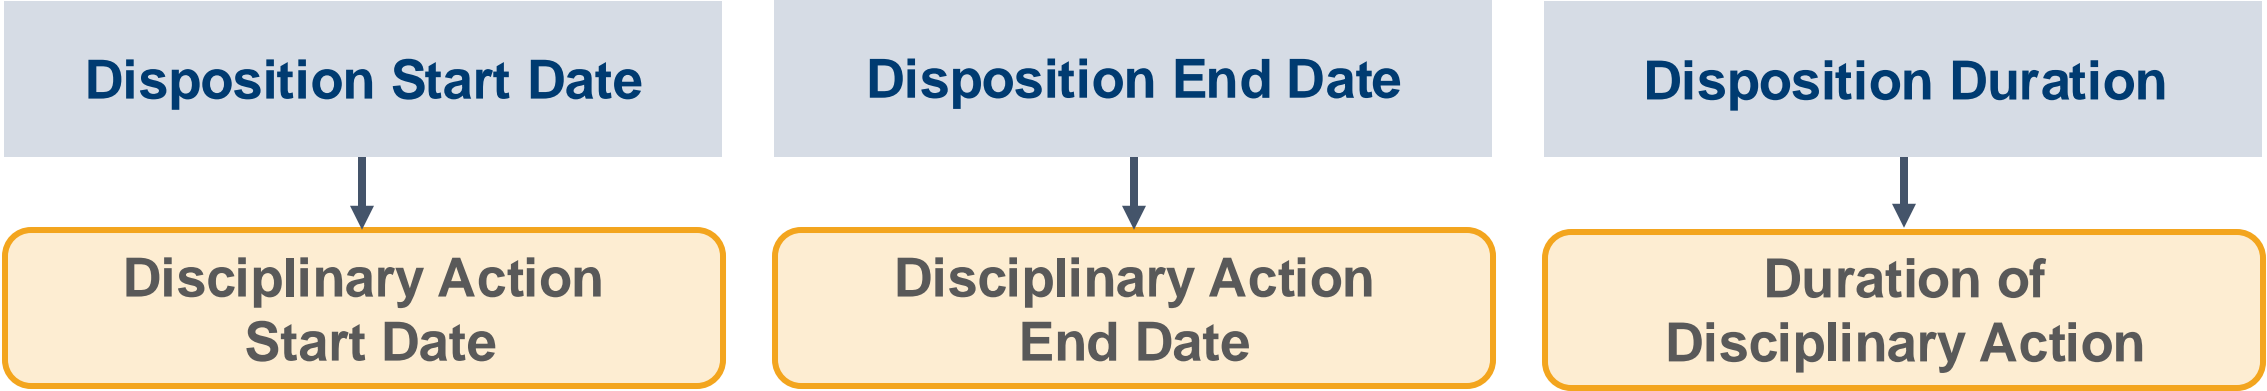 Disposition Start Date
Disposition End Date
Disposition Duration
Disciplinary Action
Start Date
Disciplinary Action
End Date
Duration of
Disciplinary Action